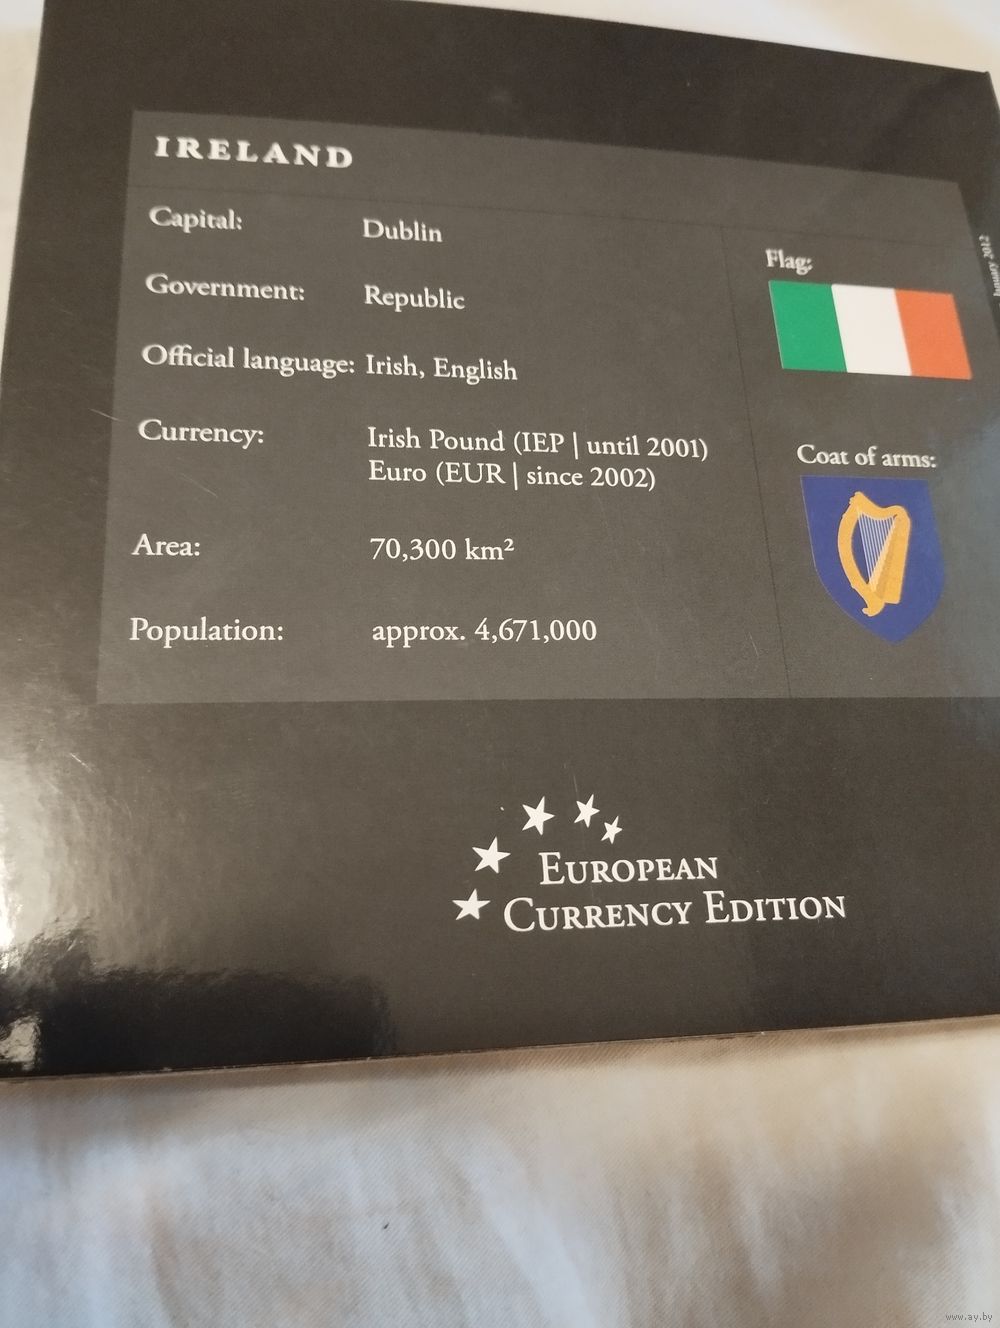 IRELAND
Capital: Dublin
Government: Republic
Official language: Irish, English
Currency: Irish Pound (IEP | until 2001)
Euro (EUR | since 2002)
Area: 70,300 km²
Population: approx. 4,671,000
Flag:
Coat of arms:
2012
EUROPEAN
CURRENCY EDITION
www.ay.by